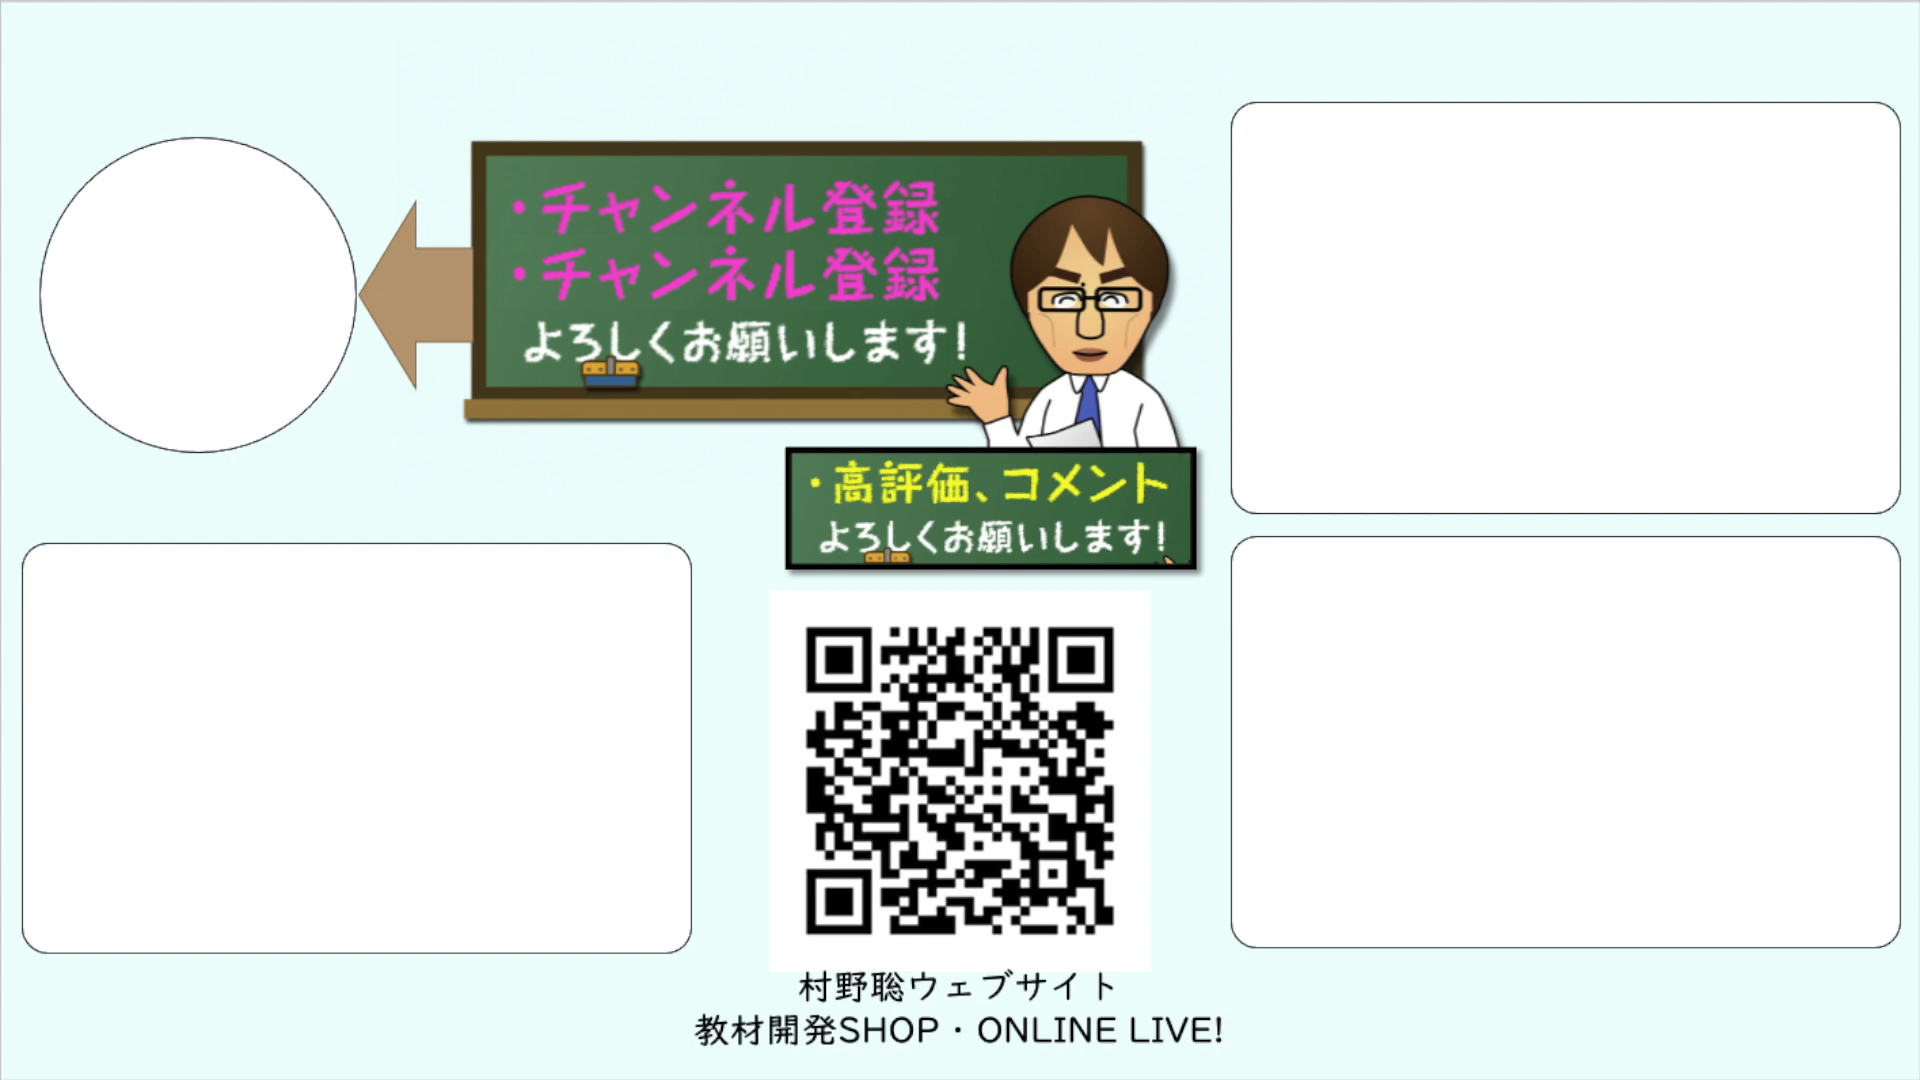 ・チャンネル登録
・チャンネル登録
よろしくお願いします!
・高評価、コメント
よろしくお願いします!
村野聡ウェブサイト
教材開発SHOP・ONLINE LIVE!